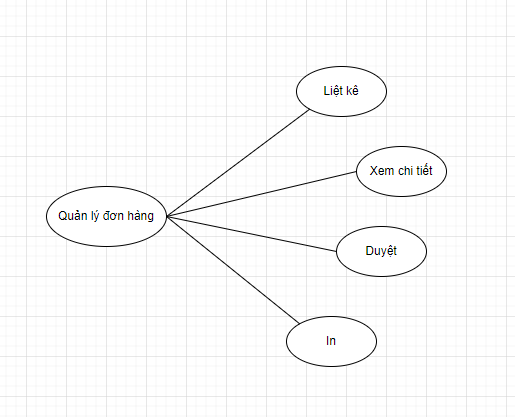 Liệt kê
Xem chi tiết
Quản lý đơn hàng
Duyệt
In